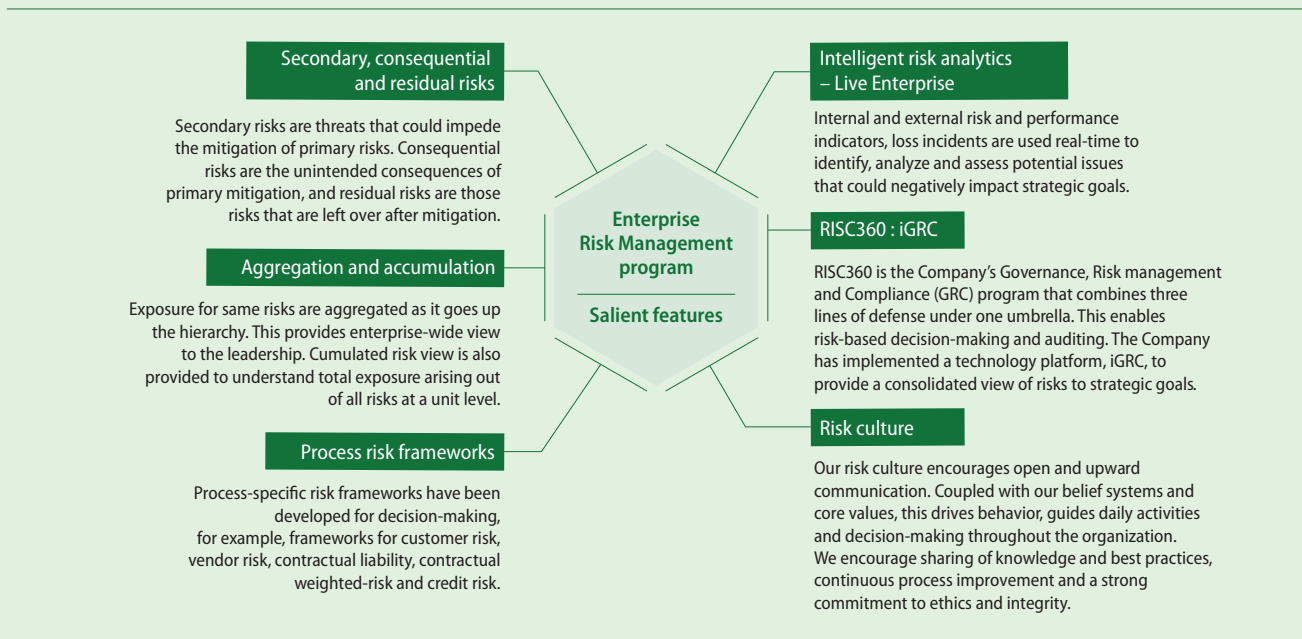 Secondary, consequential
and residual risks
Secondary risks are threats that could impede
the mitigation of primary risks. Consequential
risks are the unintended consequences of
primary mitigation, and residual risks are those
risks that are left over after mitigation.
Aggregation and accumulation
Exposure for same risks are aggregated as it goes up
the hierarchy. This provides enterprise-wide view
to the leadership. Cumulated risk view is also
provided to understand total exposure arising out
of all risks at a unit level.
Process risk frameworks
Process-specific risk frameworks have been
developed for decision-making,
for example, frameworks for customer risk,
vendor risk, contractual liability, contractual
weighted-risk and credit risk.
Enterprise
Risk Management
program
Salient features
Intelligent risk analytics
– Live Enterprise
Internal and external risk and performance
indicators, loss incidents are used real-time to
identify, analyze and assess potential issues
that could negatively impact strategic goals.
RISC360 : iGRC
RISC360 is the Company’s Governance, Risk management
and Compliance (GRC) program that combines three
lines of defense under one umbrella. This enables
risk-based decision-making and auditing. The Company
has implemented a technology platform, iGRC, to
provide a consolidated view of risks to strategic goals.
Risk culture
Our risk culture encourages open and upward
communication. Coupled with our belief systems and
core values, this drives behavior, guides daily activities
and decision-making throughout the organization.
We encourage sharing of knowledge and best practices,
continuous process improvement and a strong
commitment to ethics and integrity.